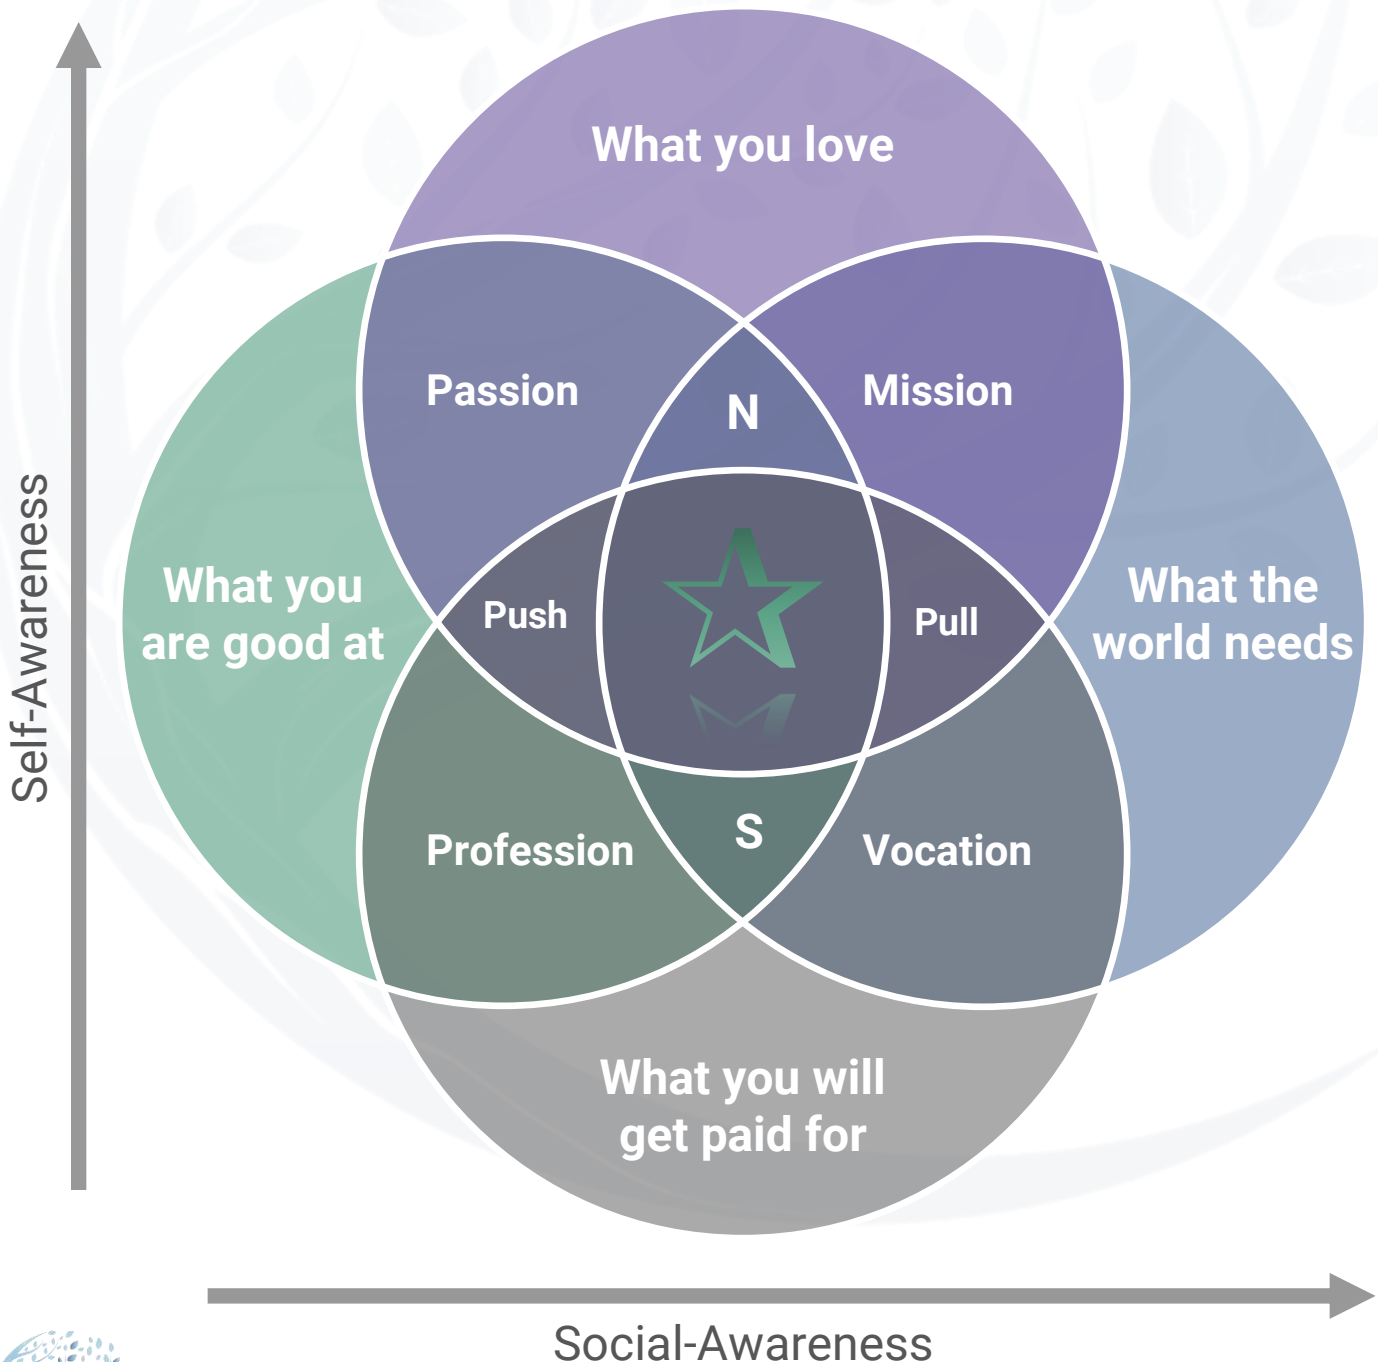 What you love
Passion
N
Mission
Self-Awareness
What you
are good at
Push
Pull
What the
world needs
Profession
S
Vocation
What you will
get paid for
Social-Awareness